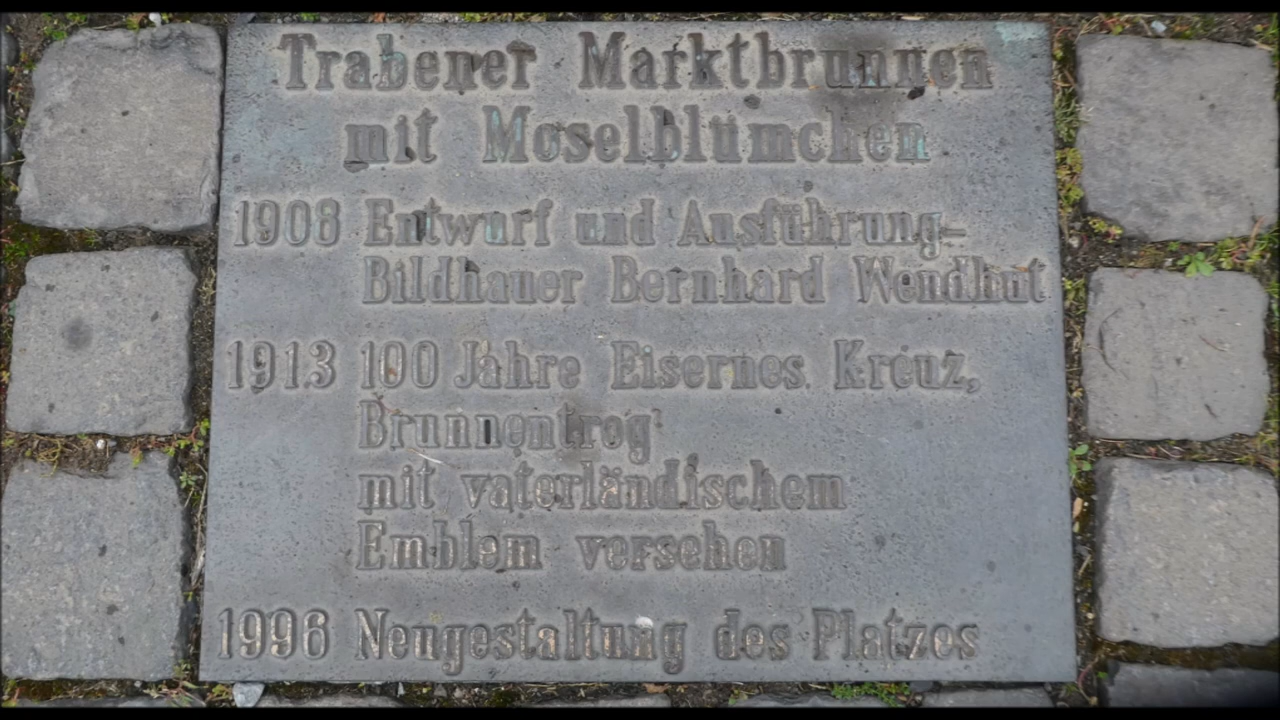 Trabener Marktbrunnen
mit Moselblümchen
1908 Entwurf und Ausführung-
Bildhauer Bernhard Wendhut
1913 100 Jahre Eisernes Kreuz,
Brunnentrog
mit vaterländischem
Emblem versehen
1996 Neugestaltung des Platzes